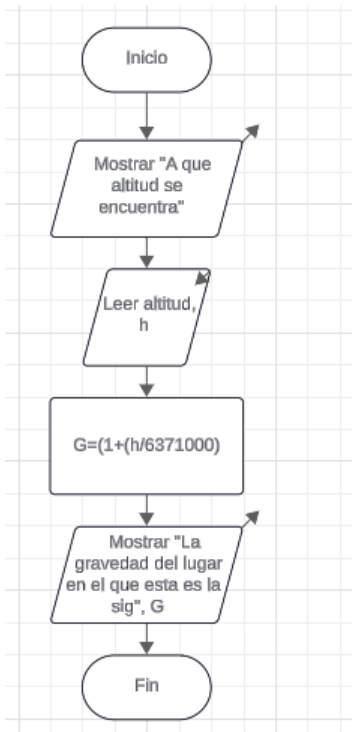 Inicio
Mostrar "A que
altitud se
encuentra"
Leer altitud,
h
G=(1+(h/6371000)
Mostrar "La
gravedad del lugar
en el que esta es la
sig", G
Fin